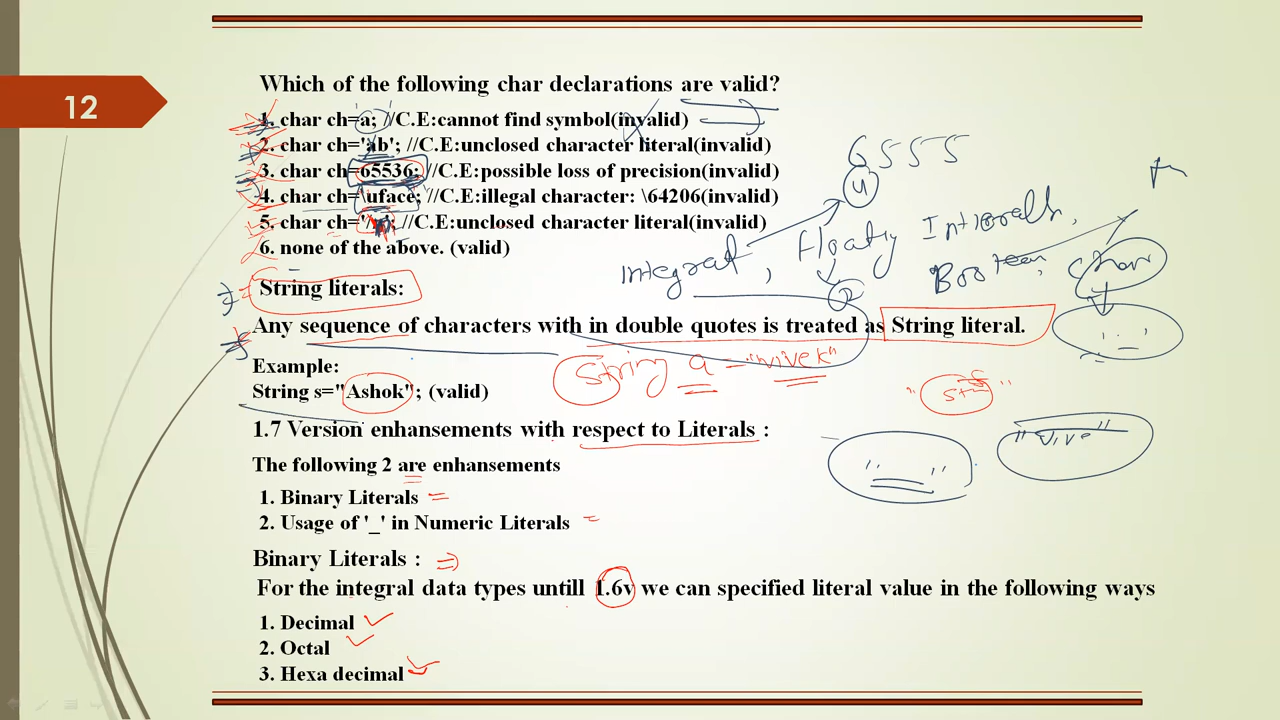 12
Which of the following char declarations are valid?
1. char ch=a; //C.E:cannot find symbol(invalid)
2. char ch='ab'; //C.E:unclosed character literal(invalid)
3. char ch=65536; //C.E:possible loss of precision(invalid)
4. char ch=\uface; //C.E:illegal character: \64206(invalid)
5. char ch='/ //C.E:unclosed character literal(invalid)
6. none of the above. (valid)
6555
4
Integral, Floating
2
Integral
Boolean, Char
String literals:
Any sequence of characters with in double quotes is treated as String literal.
Example:
String a = "vivek"
String s="Ashok"; (valid)
"vive"
1.7 Version enhansements with respect to Literals :
The following 2 are enhansements
1. Binary Literals
2. Usage of '_' in Numeric Literals
Binary Literals :
For the integral data types untill 1.6v we can specified literal value in the following ways
1. Decimal
2. Octal
3. Hexa decimal